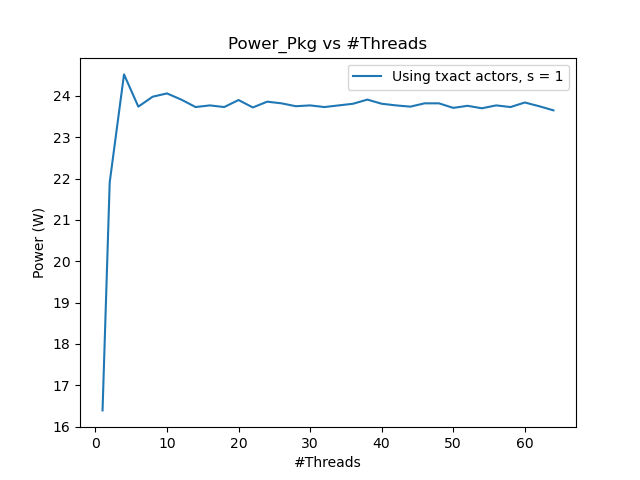 Power_Pkg vs #Threads
Using txact actors, s = 1
24
23
22
21
20
19
18
17
16
Power (W)
0 10 20 30 40 50 60
#Threads